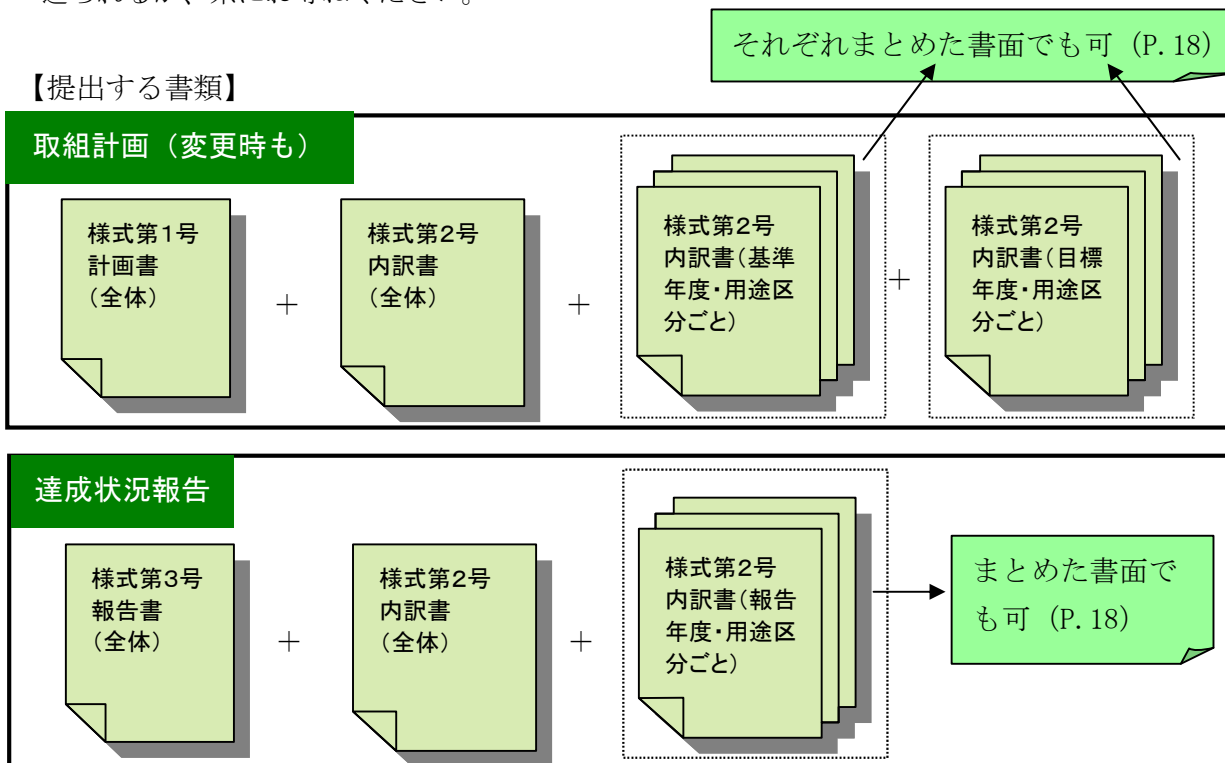 それぞれまとめた書面でも可（P.18）
【提出する書類】
取組計画（変更時も）
様式第１号
計画書
（全体）
＋
様式第２号
内訳書
（全体）
＋
様式第２号
内訳書（基準
年度・用途区
分ごと）
＋
様式第２号
内訳書（目標
年度・用途区
分ごと）
達成状況報告
様式第３号
報告書
（全体）
＋
様式第２号
内訳書
（全体）
＋
様式第２号
内訳書（報告
年度・用途区
分ごと）
まとめた書面で
も可（P.18）